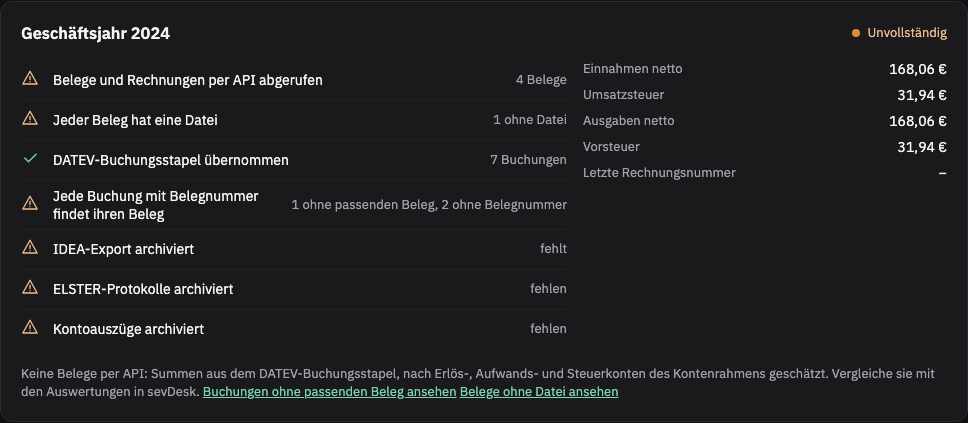 Geschäftsjahr 2024
Unvollständig
Belege und Rechnungen per API abgerufen
4 Belege
Jeder Beleg hat eine Datei
1 ohne Datei
DATEV-Buchungsstapel übernommen
7 Buchungen
Jede Buchung mit Belegnummer
findet ihren Beleg
1 ohne passenden Beleg, 2 ohne Belegnummer
IDEA-Export archiviert
fehlt
ELSTER-Protokolle archiviert
fehlen
Kontoauszüge archiviert
fehlen
Einnahmen netto
168,06 €
Umsatzsteuer
31,94 €
Ausgaben netto
168,06 €
Vorsteuer
31,94 €
Letzte Rechnungsnummer
–
Keine Belege per API: Summen aus dem DATEV-Buchungsstapel, nach Erlös-, Aufwands- und Steuerkonten des Kontenrahmens geschätzt. Vergleiche sie mit
den Auswertungen in sevDesk. Buchungen ohne passenden Beleg ansehen Belege ohne Datei ansehen